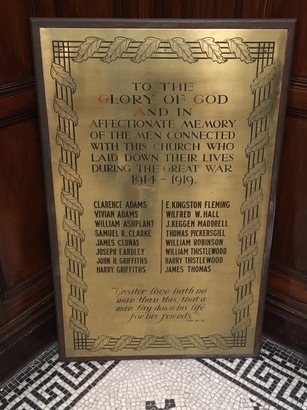 TO THE
GLORY OF GOD
AND IN
AFFECTIONATE MEMORY
OF THE MEN CONNECTED
WITH THIS CHURCH WHO
LAID DOWN THEIR LIVES
DURING THE GREAT WAR
1914-1919.
CLARENCE ADAMS
VIVIAN ADAMS
WILLIAM ASHPLANT
SAMUEL R. CLARKE
JAMES CLUNAS
JOSEPH EARDLEY
JOHN H. GRIFFITHS
HARRY GRIFFITHS
E KINGSTON FLEMING
WILFRED W. HALL
J. KEGGEN MADDRELL
THOMAS PICKERSGILL
WILLIAM ROBINSON
WILLIAM THISTLEWOOD
HARRY THISTLEWOOD
JAMES THOMAS
"Greater love hath no
man than this, that a
man lay down his life
for his friends."